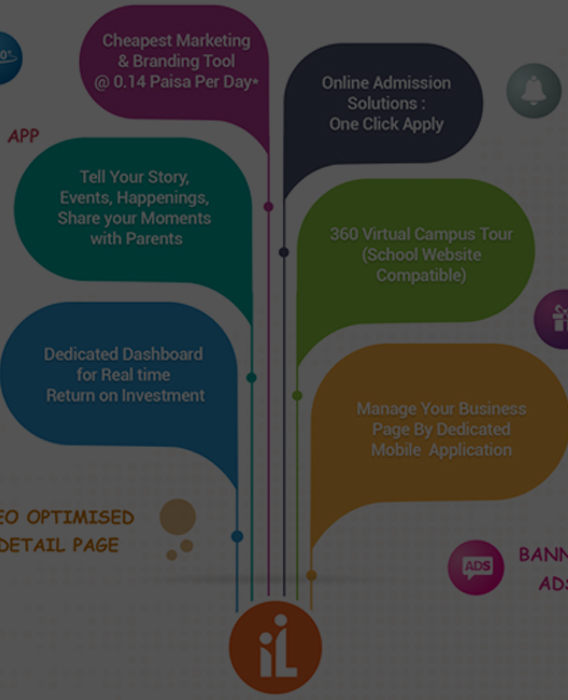 Cheapest Marketing
& Branding Tool
@ 0.14 Paisa Per Day*
Online Admission
Solutions :
One Click Apply
APP
Tell Your Story,
Events, Happenings,
Share your Moments
with Parents
360 Virtual Campus Tour
(School Website
Compatible)
Dedicated Dashboard
for Real time
Return on Investment
Manage Your Business
Page By Dedicated
Mobile Application
EO OPTIMISED
DETAIL PAGE
ADS
BANN
ADS
iL